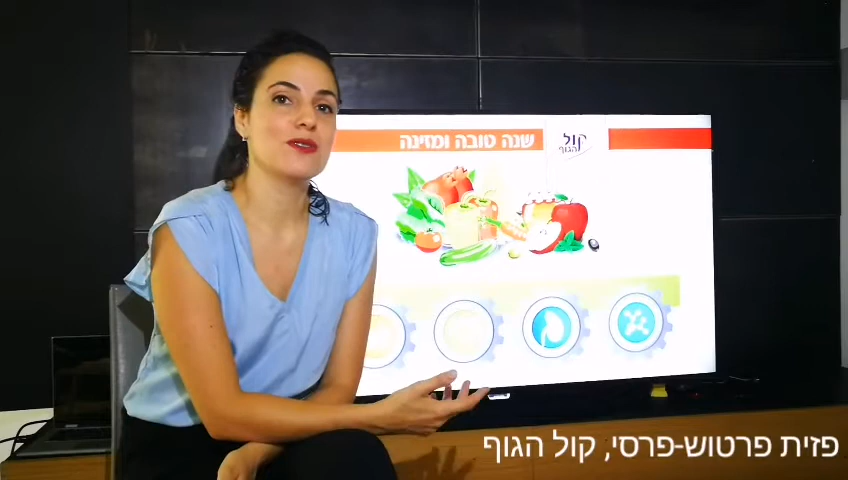 שנה טובה ומזינה
קול
הגוף
פזית פרטוש-פרסי, קול הגוף